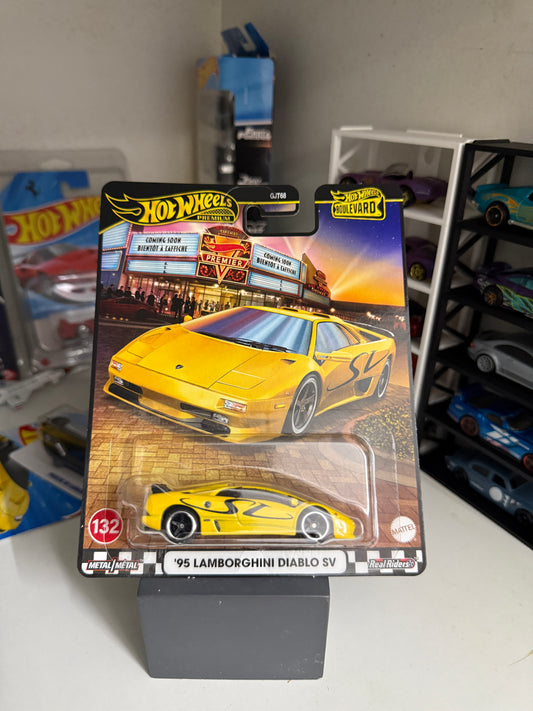 HOT WHEELS
PREMIUM
GJT68
HOT WHEELS
BOULEVARD
COMING SOON
BIENTÔT À L'AFFICHE
PREMIER
COMING SOON
BIENTÔT À L'AFFICHE
SV
132
'95 LAMBORGHINI DIABLO SV
MATTEL
METAL/MÉTAL
Real Riders
HOT WHEELS